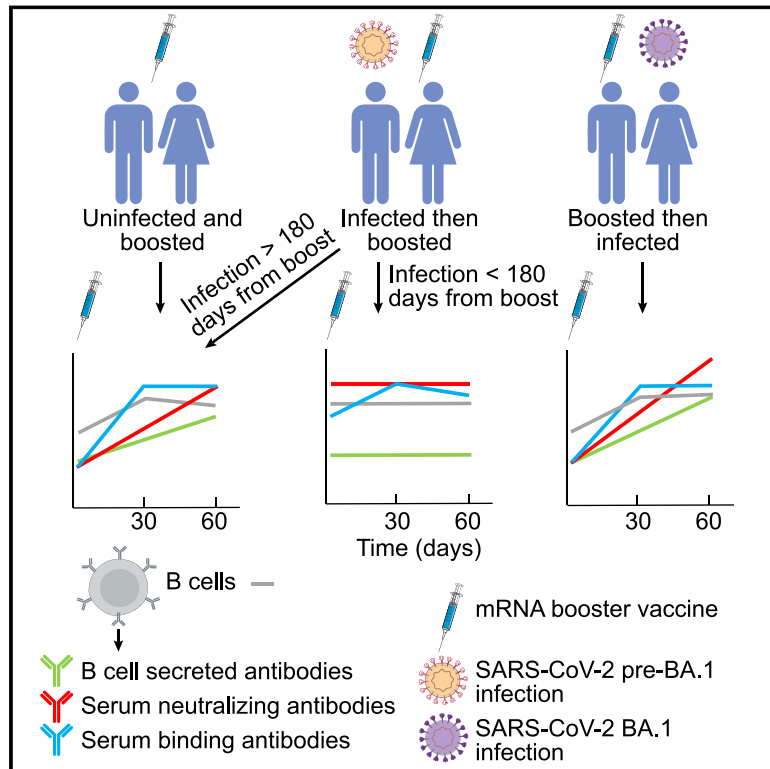 Uninfected and
boosted
Infected then
boosted
Boosted then
infected
Infection > 180
days from boost
Infection < 180
days from boost
30
60
30
60
30
60
Time (days)
B cells
B cell secreted antibodies
Serum neutralizing antibodies
Serum binding antibodies
mRNA booster vaccine
SARS-CoV-2 pre-BA.1
infection
SARS-CoV-2 BA.1
infection